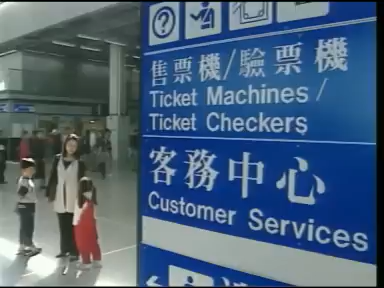 售票機/驗票機
Ticket Machines /
Ticket Checkers
客務中心
Customer Services